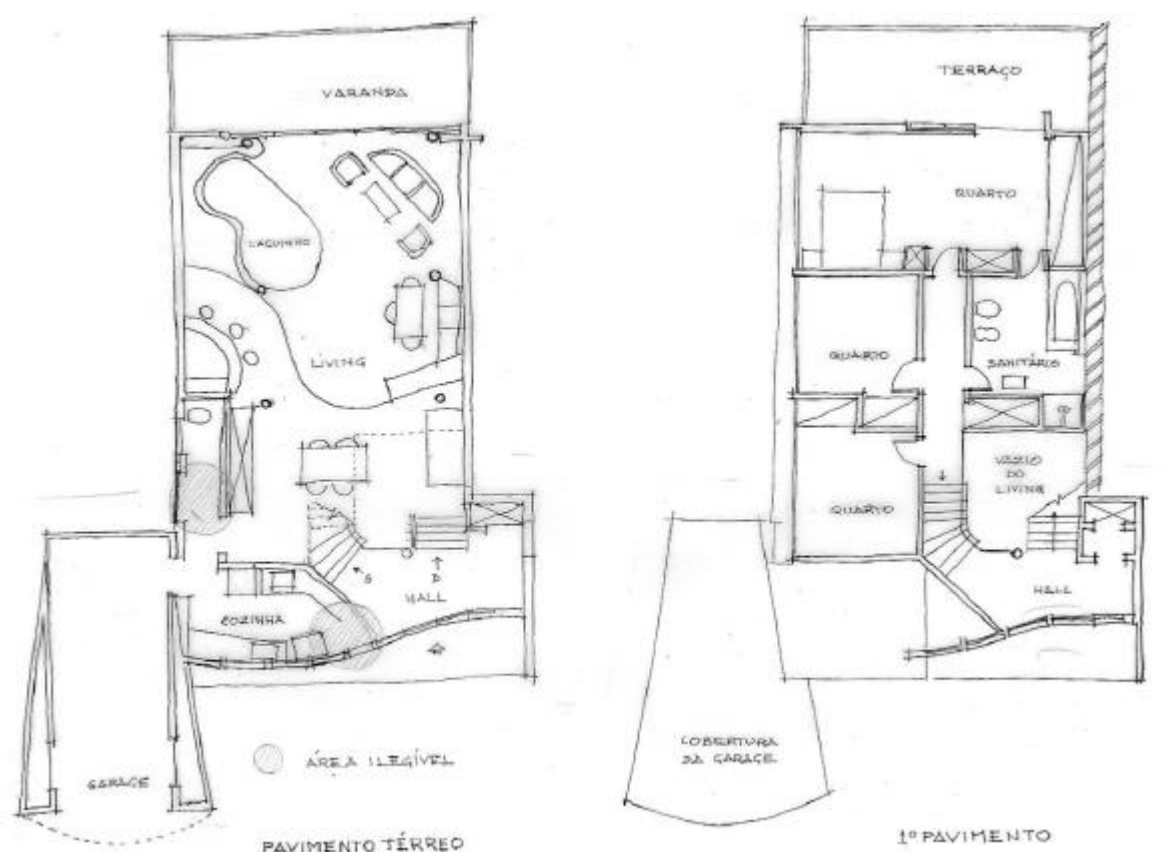 VARANDA
LAGUINHO
LIVING
S
D
HALL
COZINHA
GARAGE
ÁREA ILEGÍVEL
PAVIMENTO TÉRREO
TERRAÇO
QUARTO
QUARTO
SANITÁRIO
VAZIO
DO
LIVING
QUARTO
HALL
COBERTURA
DA GARAGE
1º PAVIMENTO